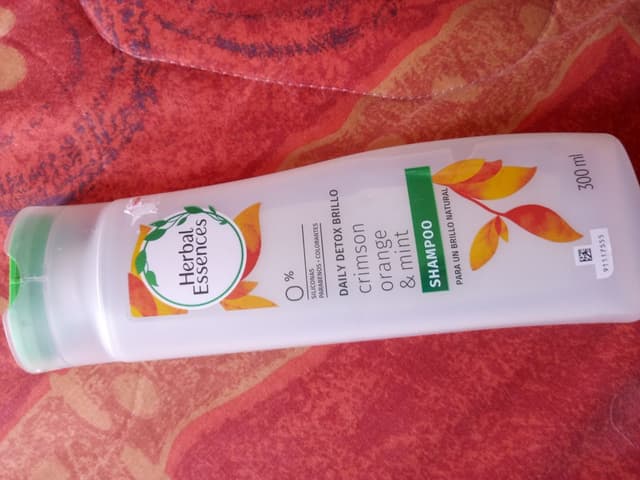 Herbal
Essences
0%
SILICONAS
PARABENOS • COLORANTES
DAILY DETOX BRILLO
crimson
orange
& mint
SHAMPOO
PARA UN BRILLO NATURAL
300 ml
91517555